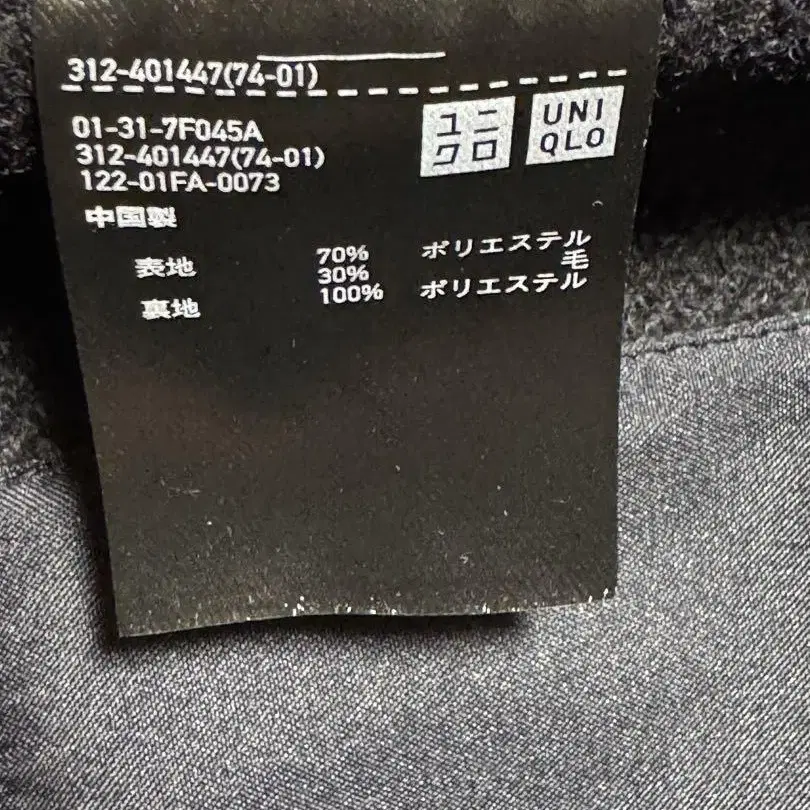 312-401447(74-01)
01-31-7F045A
312-401447(74-01)
122-01FA-0073
ユニ
クロ
UNI
QLO
中国製
表地 70% ポリエステル
30% 毛
裏地 100% ポリエステル